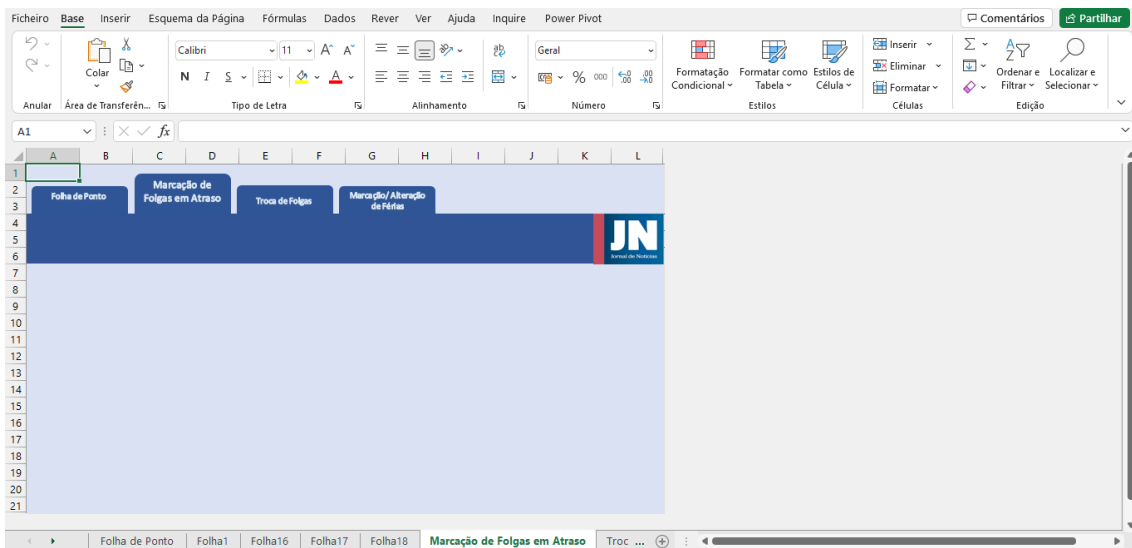 Ficheiro Base Inserir Esquema da Página Fórmulas Dados Rever Ver Ajuda Inquire Power Pivot Comentários Partilhar
Colar
Calibri 11 A^ A˅
ab
Geral
N I S A
% 000
Formatação Condicional
Formatar como Tabela
Estilos de Célula
Inserir
Eliminar
Formatar
Ordenar e Filtrar
Localizar e Selecionar
Anular Área de Transferên... Tipo de Letra Alinhamento Número Estilos Células Edição
A1 fx
A B C D E F G H I J K L
1
2
3
4
5
6
7
8
9
10
11
12
13
14
15
16
17
18
19
20
21
Folha de Ponto
Marcação de
Folgas em Atraso
Troca de Folgas
Marcação/Alteração
de Férias
JN
Jornal de Notícias
Folha de Ponto Folha1 Folha16 Folha17 Folha18 Marcação de Folgas em Atraso Troc ...